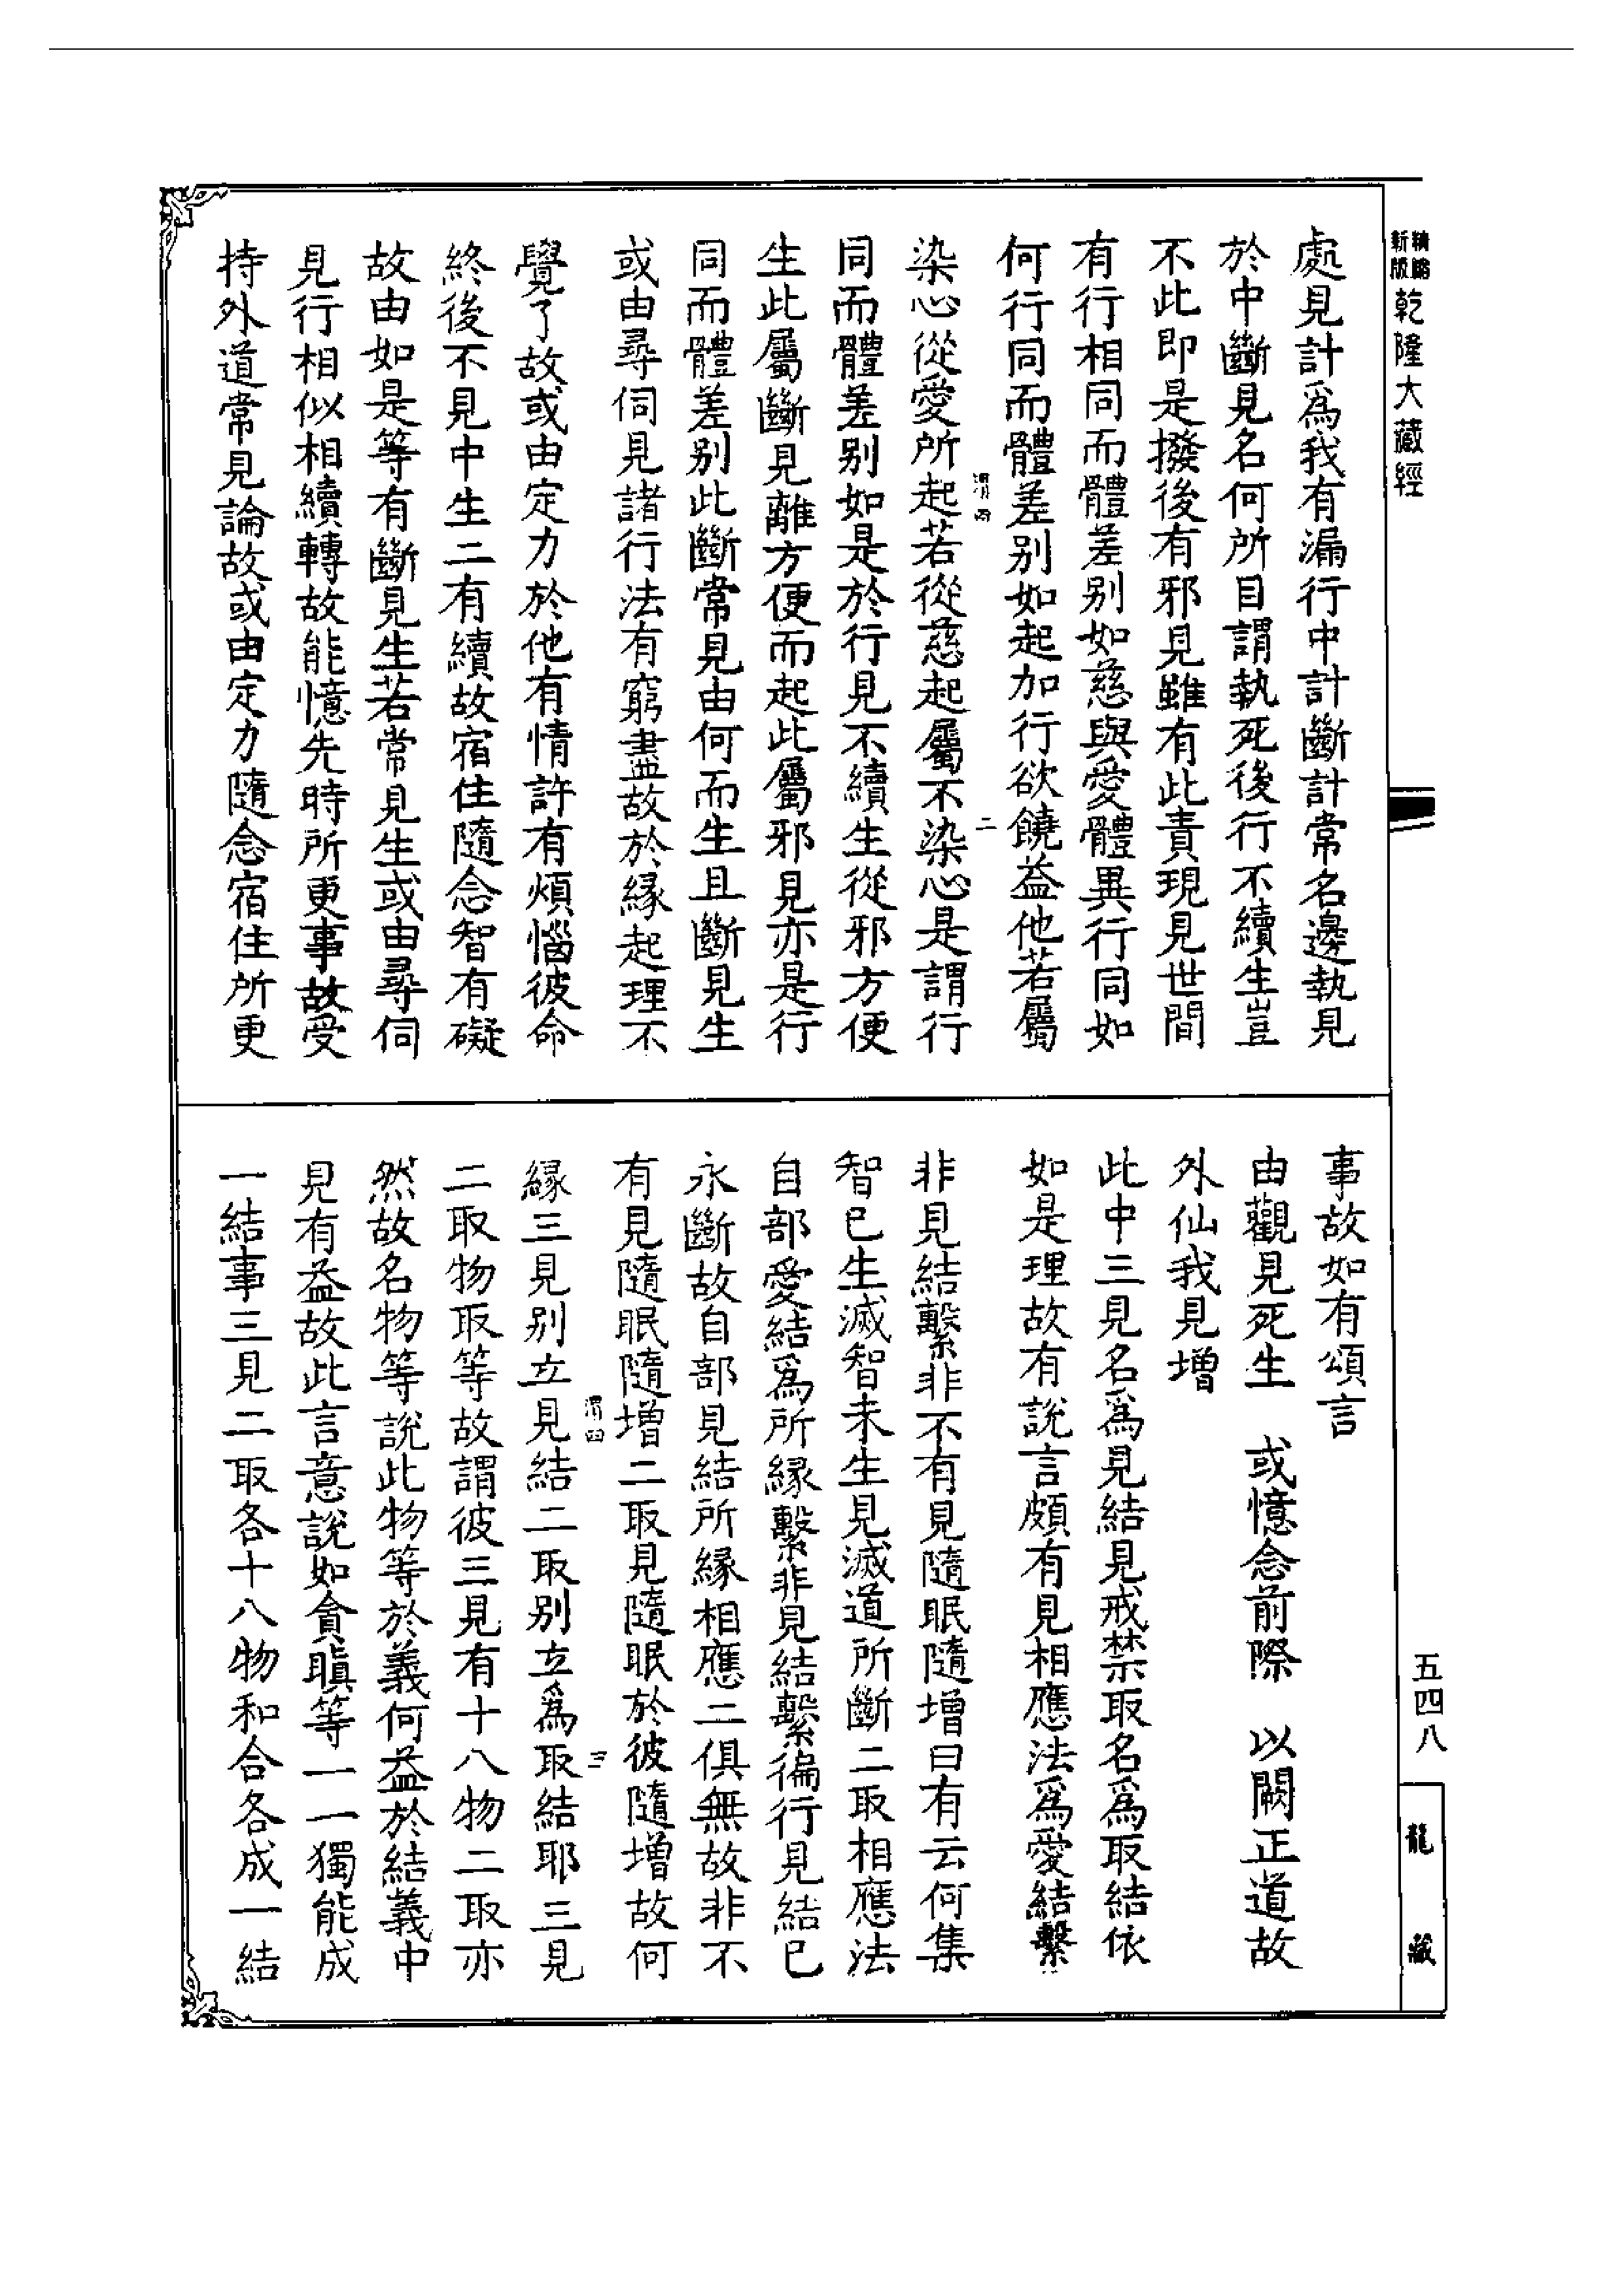 精縮
新版
乾隆大藏經
處見計爲我有漏行中計斷計常名邊執見
於中斷見名何所目謂執死後行不續生豈
不此即是撥後有邪見雖有此責現見世間
有行相同而體差别如慈與愛體異行同如
何行同而體差别如起加行欲饒益他若屬
染心從愛所起若從慈起屬不染心是謂行
同而體差别如是於行見不續生從邪方便
生此屬斷見離方便而起此屬邪見亦是行
同而體差别此斷常見由何而生且斷見生
或由尋伺見諸行法有窮盡故於緣起理不
覺了故或由定力於他有情許有煩惱彼命
終後不見中生二有續故宿住隨念智有礙
故由如是等有斷見生若常見生或由尋伺
見行相似相續轉故能憶先時所更事故受
持外道常見論故或由定力隨念宿住所更
渭四
二
事故如有頌言
由觀見死生　或憶念前際　以闕正道故
外仙我見增
此中三見名爲見結見戒禁取名爲取結依
如是理故有說言頗有見相應法爲愛結繫
非見結繫非不有見隨眠隨增曰有云何集
智已生滅智未生見滅道所斷二取相應法
自部愛結爲所緣繫非見結繫徧行見結已
永斷故自部見結所緣相應二俱無故非不
有見隨眠隨增二取見隨眠於彼隨增故何
緣三見别立見結二取别立爲取結耶三見
二取物取等故謂彼三見有十八物二取亦
然故名物等說此物等於義何益於結義中
見有益故此言意說如貪瞋等一一獨能成
一結事三見二取各十八物和合各成一結
渭四
三
五四八
龍藏